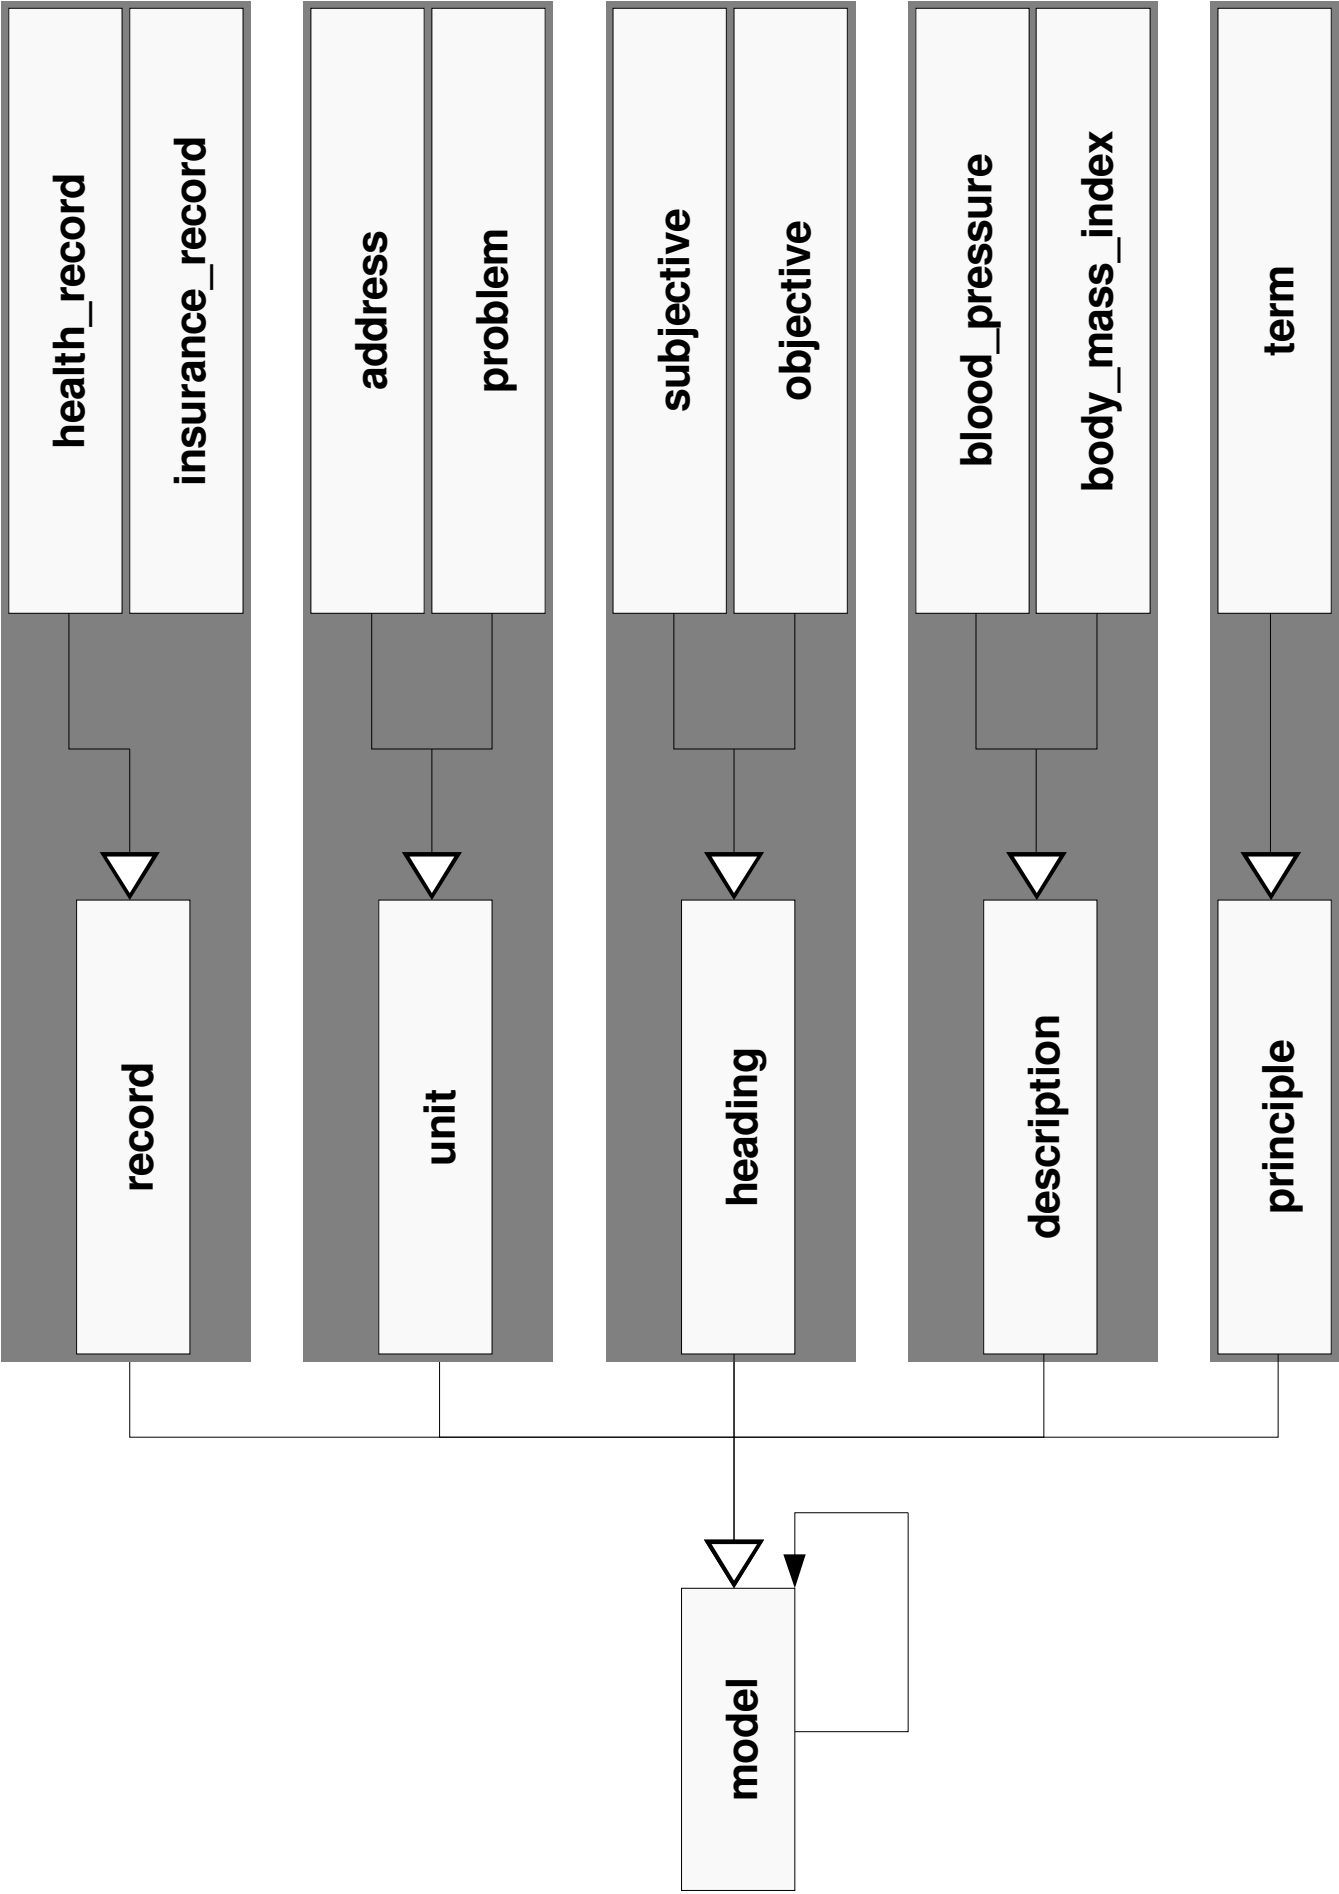 health_record
insurance_record
address
problem
subjective
objective
blood_pressure
body_mass_index
term
record
unit
heading
description
principle
model